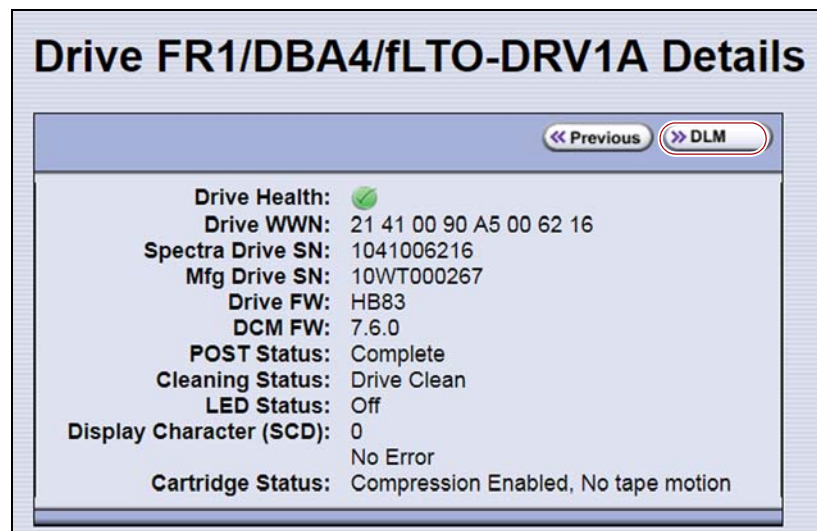 Drive FR1/DBA4/fLTO-DRV1A Details
Previous
DLM
Drive Health:
Drive WWN: 21 41 00 90 A5 00 62 16
Spectra Drive SN: 1041006216
Mfg Drive SN: 10WT000267
Drive FW: HB83
DCM FW: 7.6.0
POST Status: Complete
Cleaning Status: Drive Clean
LED Status: Off
Display Character (SCD): 0
No Error
Cartridge Status: Compression Enabled, No tape motion